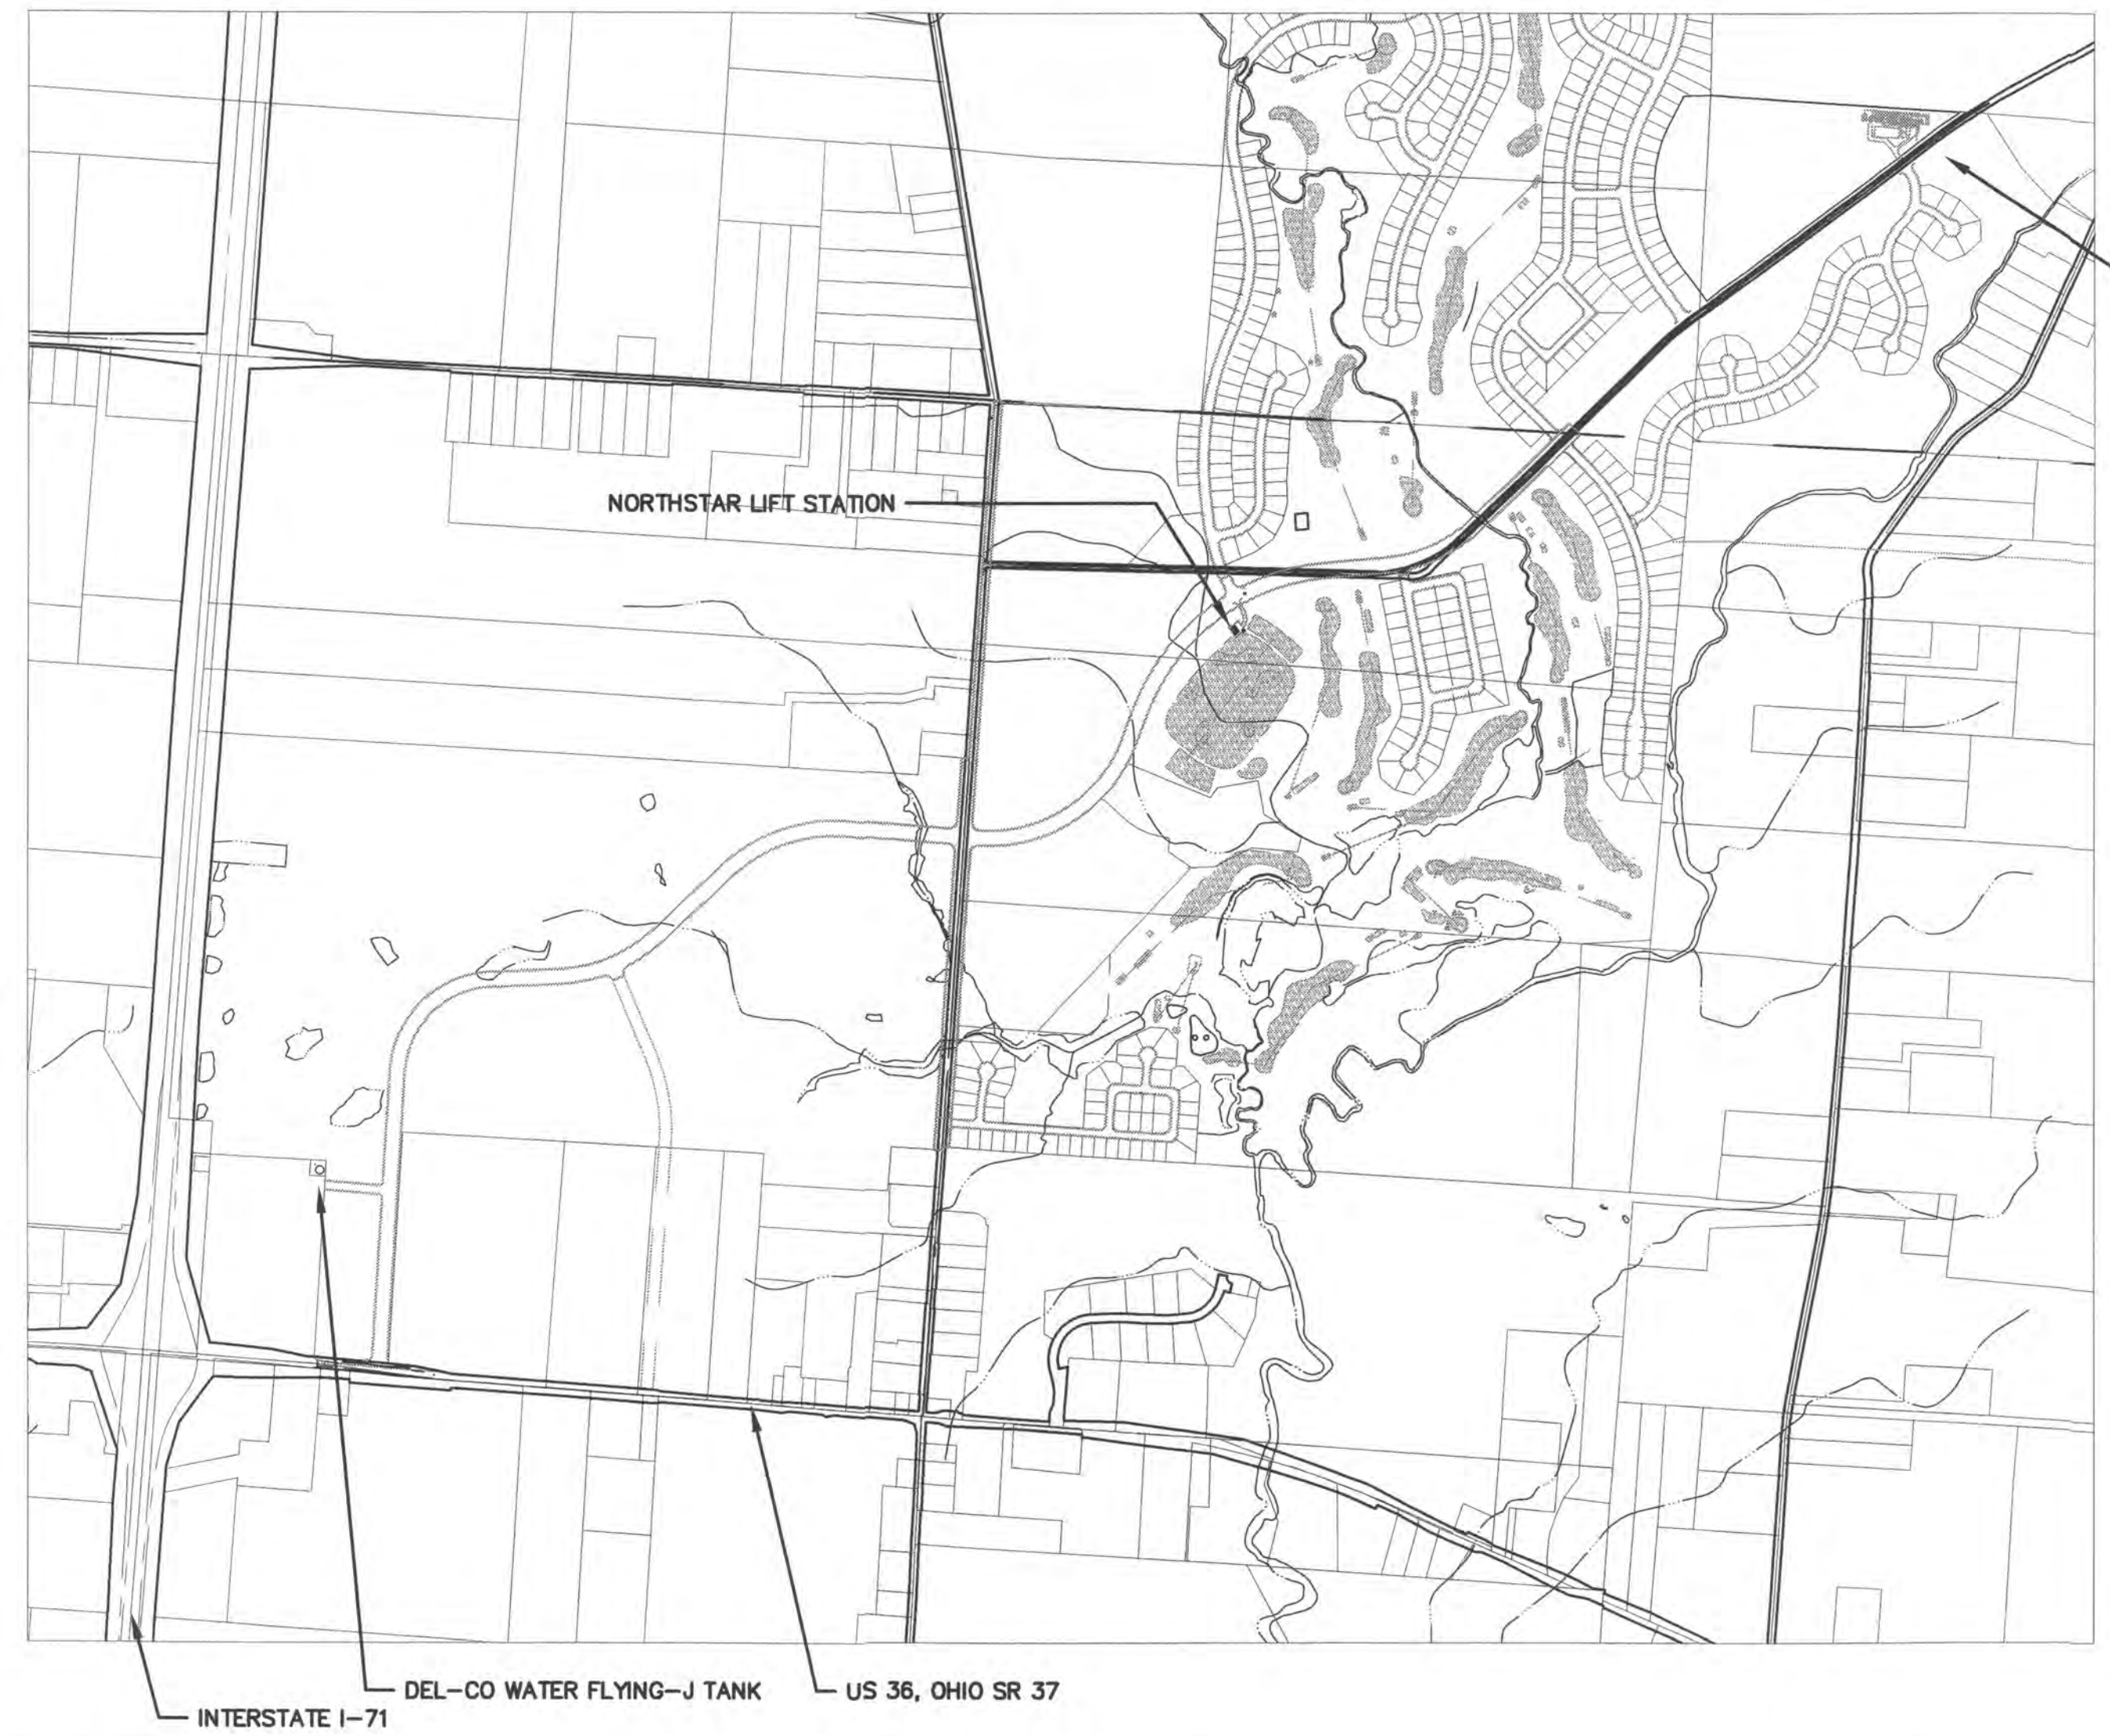 NORTHSTAR LIFT STATION
DEL-CO WATER FLYING-J TANK
US 36, OHIO SR 37
INTERSTATE I-71